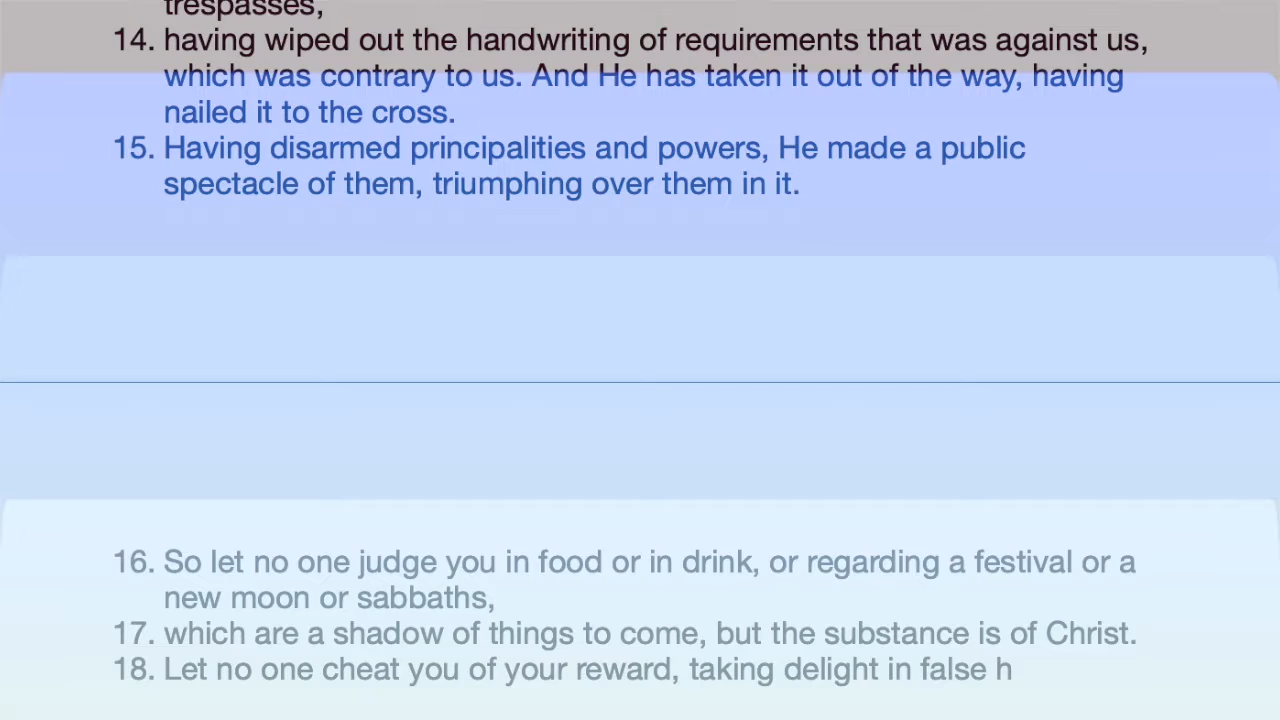 trespasses,
14. having wiped out the handwriting of requirements that was against us,
which was contrary to us. And He has taken it out of the way, having
nailed it to the cross.
15. Having disarmed principalities and powers, He made a public
spectacle of them, triumphing over them in it.
16. So let no one judge you in food or in drink, or regarding a festival or a
new moon or sabbaths,
17. which are a shadow of things to come, but the substance is of Christ.
18. Let no one cheat you of your reward, taking delight in false h